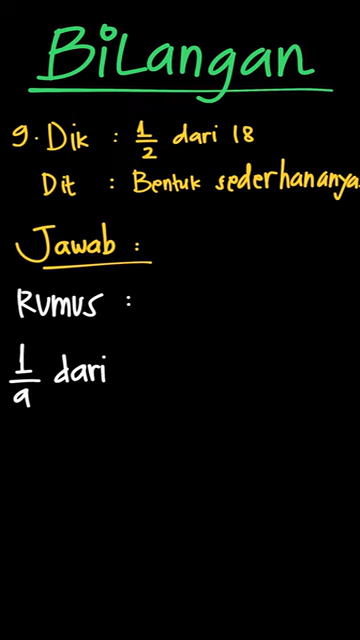 BiLangan
9. Dik : 1/2 dari 18
Dit : Bentuk sederhananya
Jawab :
RUMUS :
1/a dari